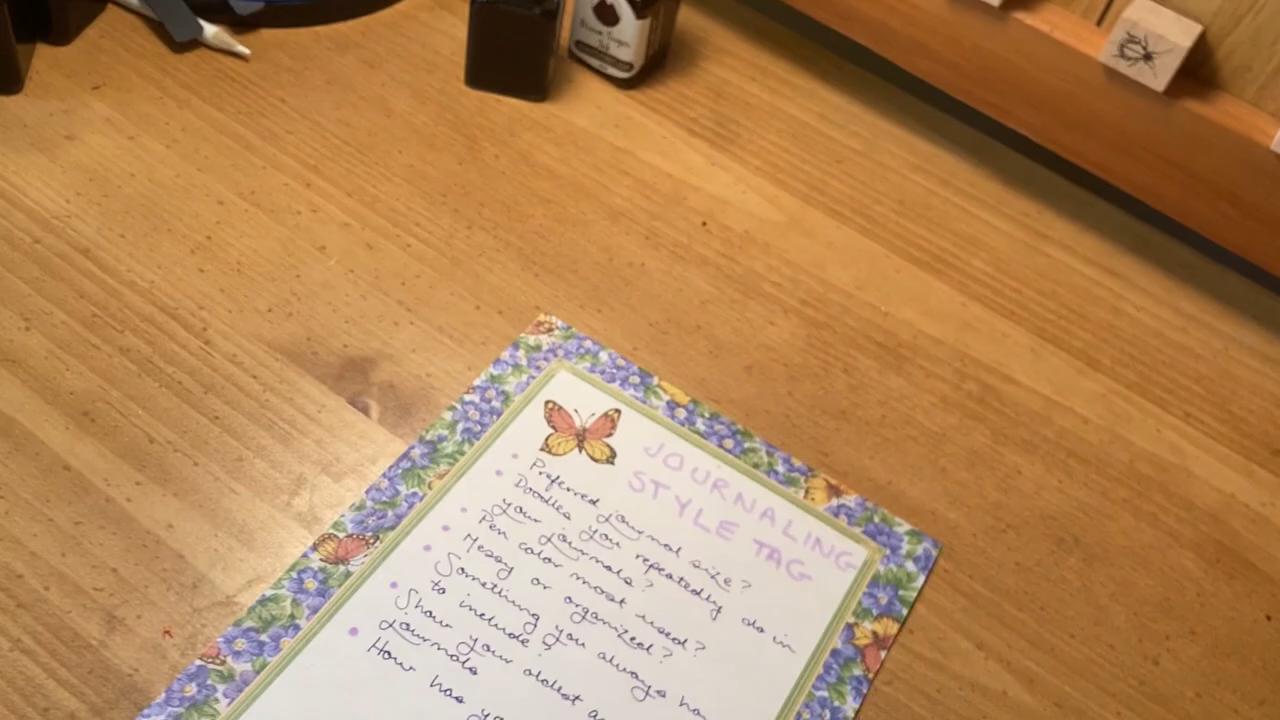 JOURNALING
STYLE TAG
Preferred journal size?
Doodles you repeatedly do in
your journals?
Pen color most used?
Messy or organized?
Something you always
to include?
Show your oldest
journals
How has
Ink